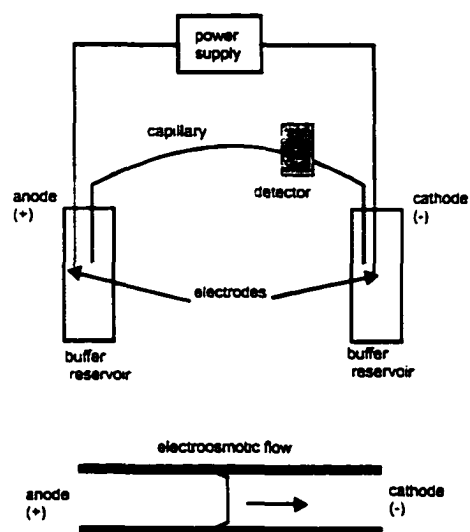 power
supply
capillary
detector
anode
(+)
cathode
(-)
electrodes
buffer
reservoir
buffer
reservoir
electroosmotic flow
anode
(+)
cathode
(-)